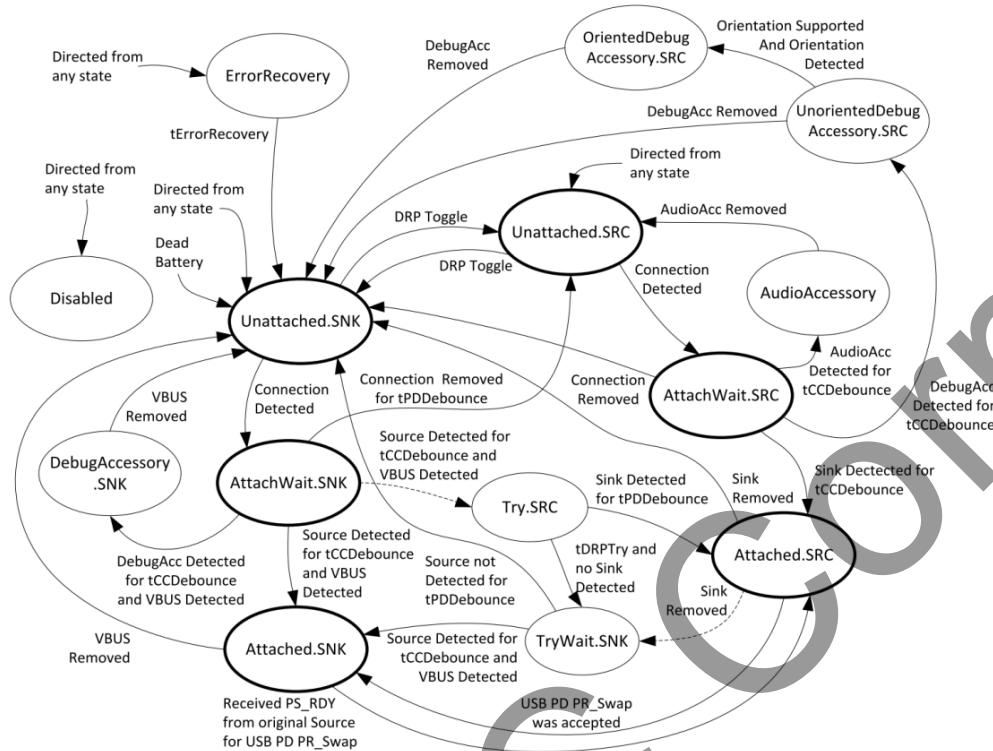 Directed from
any state
ErrorRecovery
tErrorRecovery
DebugAcc
Removed
OrientedDebug
Accessory.SRC
Orientation Supported
And Orientation
Detected
DebugAcc Removed
UnorientedDebug
Accessory.SRC
Directed from
any state
Disabled
Directed from
any state
Dead
Battery
Unattached.SNK
DRP Toggle
DRP Toggle
Directed from
any state
Unattached.SRC
AudioAcc Removed
Connection
Detected
AudioAccessory
AudioAcc
Detected for
tCCDebounce
DebugAcc
Detected for
tCCDebounce
AttachWait.SRC
Connection
Removed
VBUS
Removed
Connection
Detected
Connection Removed
for tPDDebounce
DebugAccessory
.SNK
AttachWait.SNK
Source Detected for
tCCDebounce and
VBUS Detected
Try.SRC
Sink Detected
for tPDDebounce
Sink
Removed
Sink Dectected for
tCCDebounce
Attached.SRC
DebugAcc Detected
for tCCDebounce
and VBUS Detected
Source Detected
for tCCDebounce
and VBUS
Detected
Source not
Detected for
tPDDebounce
tDRPTry and
no Sink
Detected
Sink
Removed
TryWait.SNK
VBUS
Removed
Attached.SNK
Source Detected for
tCCDebounce and
VBUS Detected
Received PS_RDY
from original Source
for USB PD PR_Swap
USB PD PR_Swap
was accepted